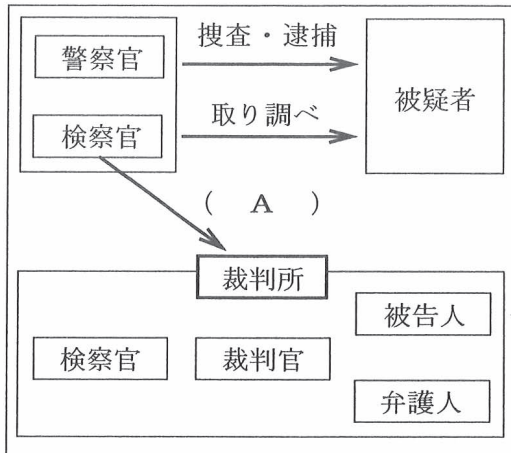 警察官
捜査・逮捕
被疑者
検察官
取り調べ
( A )
裁判所
被告人
検察官
裁判官
弁護人